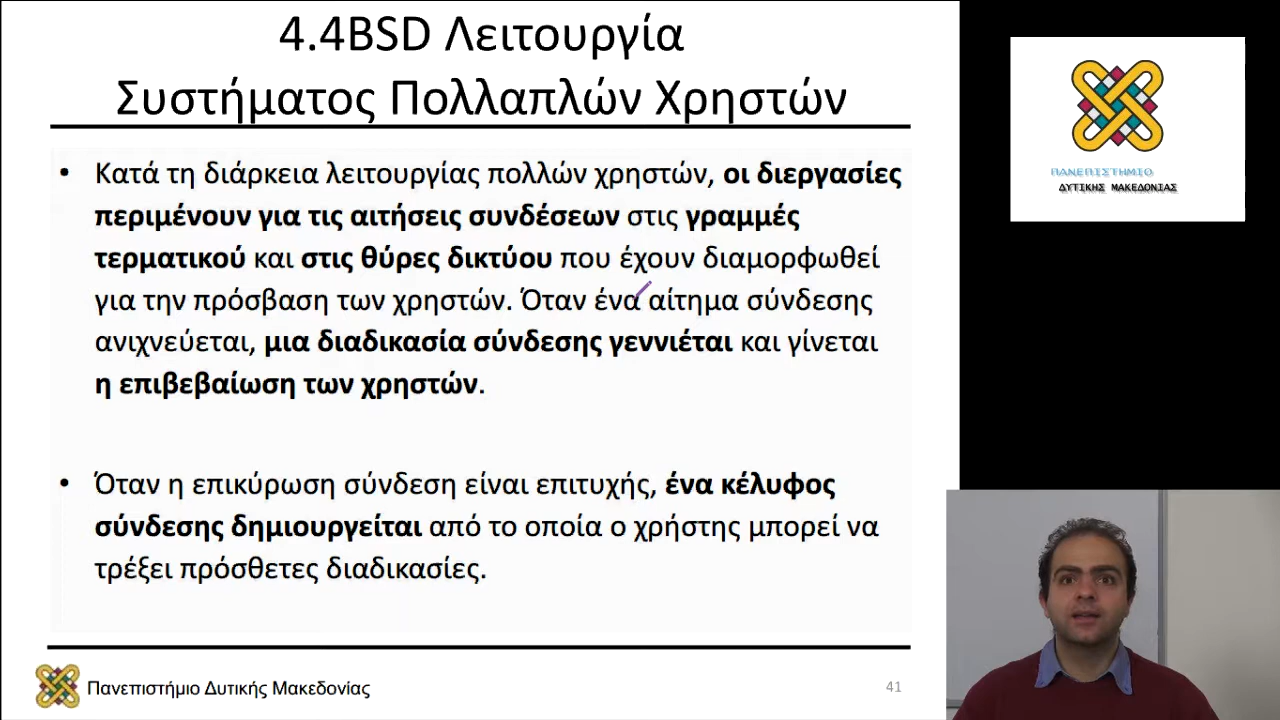 4.4BSD Λειτουργία
Συστήματος Πολλαπλών Χρηστών
• Κατά τη διάρκεια λειτουργίας πολλών χρηστών, οι διεργασίες
περιμένουν για τις αιτήσεις συνδέσεων στις γραμμές
τερματικού και στις θύρες δικτύου που έχουν διαμορφωθεί
για την πρόσβαση των χρηστών. Όταν ένα αίτημα σύνδεσης
ανιχνεύεται, μια διαδικασία σύνδεσης γεννιέται και γίνεται
η επιβεβαίωση των χρηστών.
• Όταν η επικύρωση σύνδεση είναι επιτυχής, ένα κέλυφος
σύνδεσης δημιουργείται από το οποία ο χρήστης μπορεί να
τρέξει πρόσθετες διαδικασίες.
Πανεπιστήμιο Δυτικής Μακεδονίας
41
ΠΑΝΕΠΙΣΤΗΜΙΟ
ΔΥΤΙΚΗΣ ΜΑΚΕΔΟΝΙΑΣ